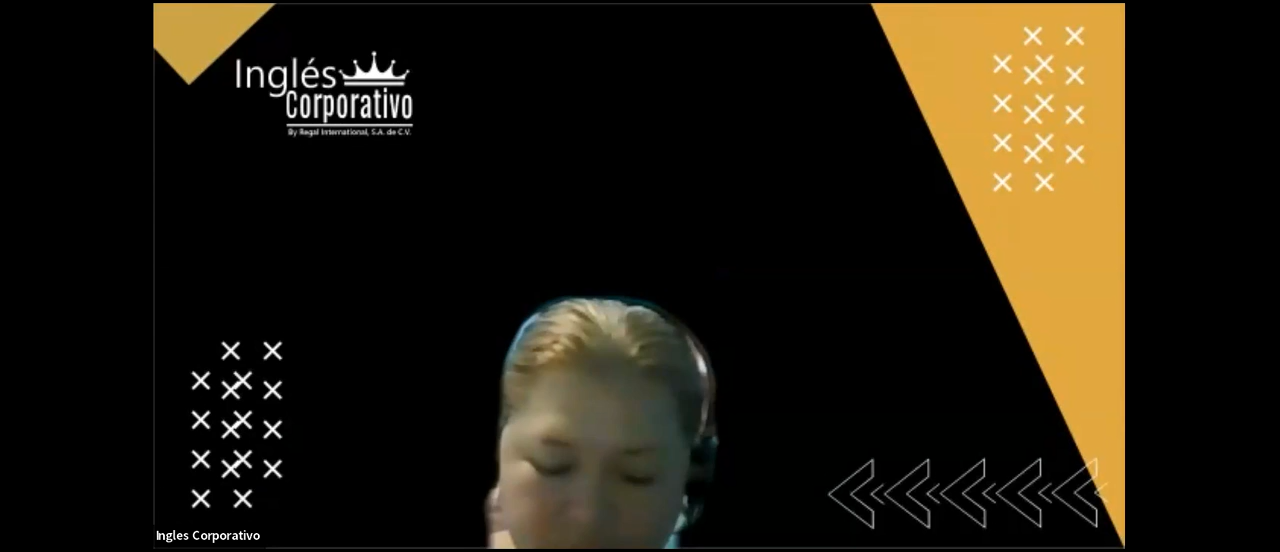 Inglés
Corporativo
By Regal International, S.A. de C.V.
Ingles Corporativo